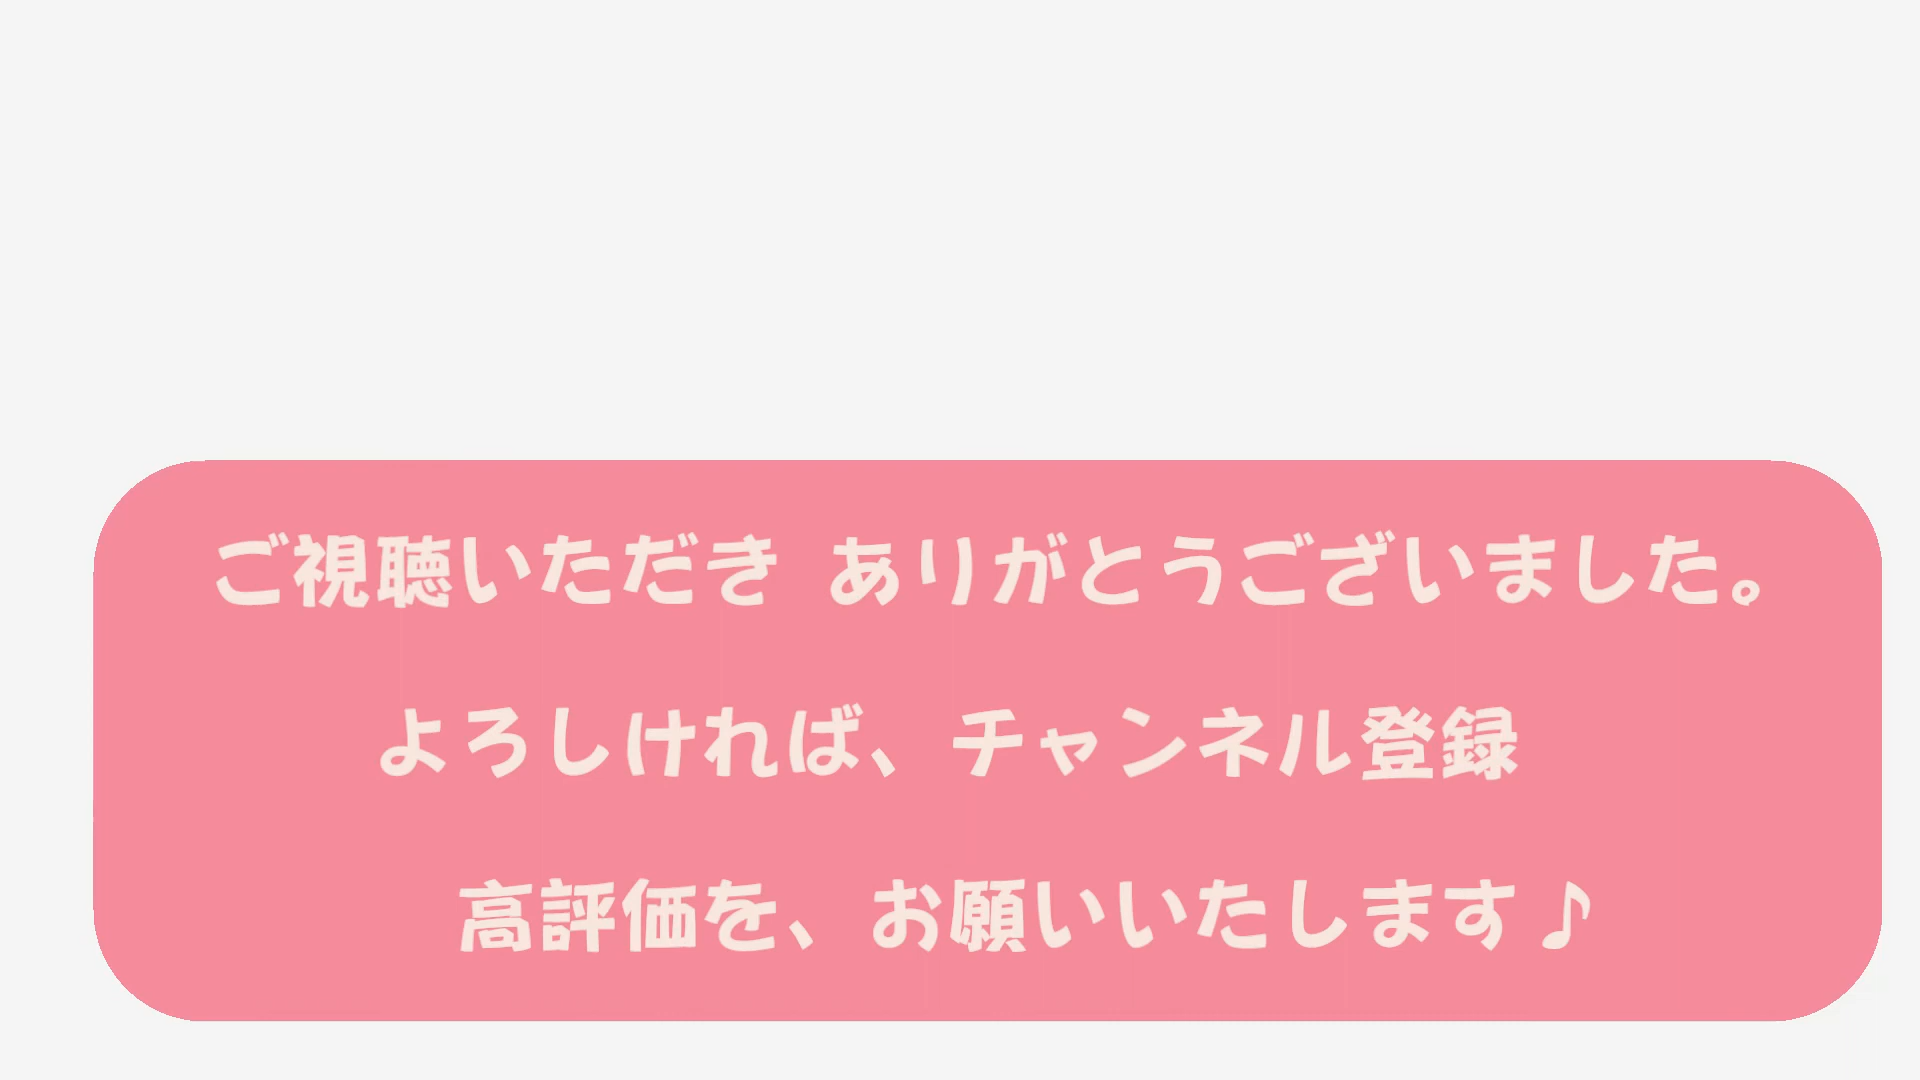 ご視聴いただき ありがとうございました。
よろしければ、チャンネル登録
高評価を、お願いいたします♪